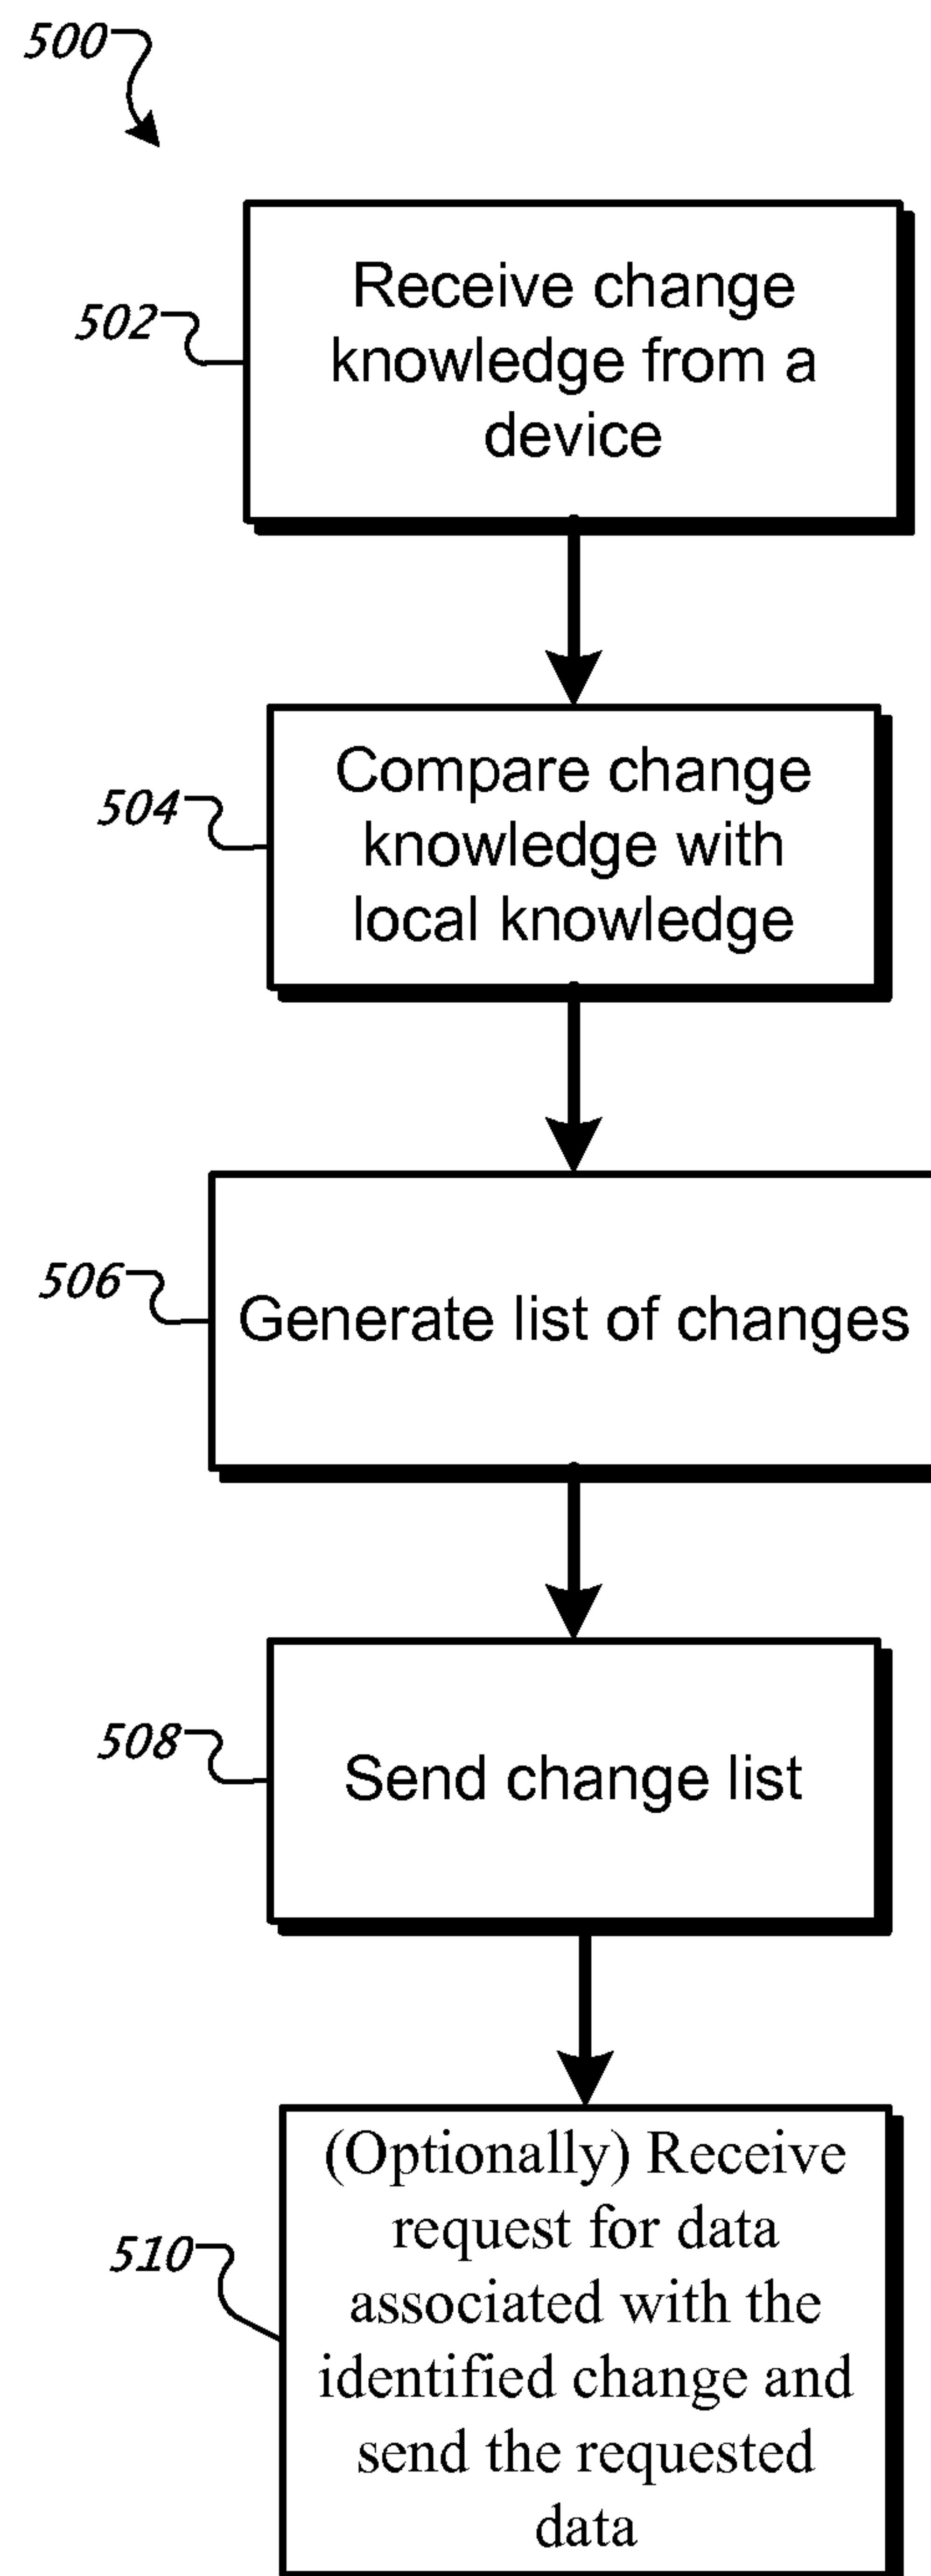 500
502
Receive change
knowledge from a
device
504
Compare change
knowledge with
local knowledge
506
Generate list of changes
508
Send change list
510
(Optionally) Receive
request for data
associated with the
identified change and
send the requested
data